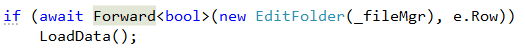 if (await Forward<bool>(new EditFolder(_fileMgr), e.Row))
    LoadData();